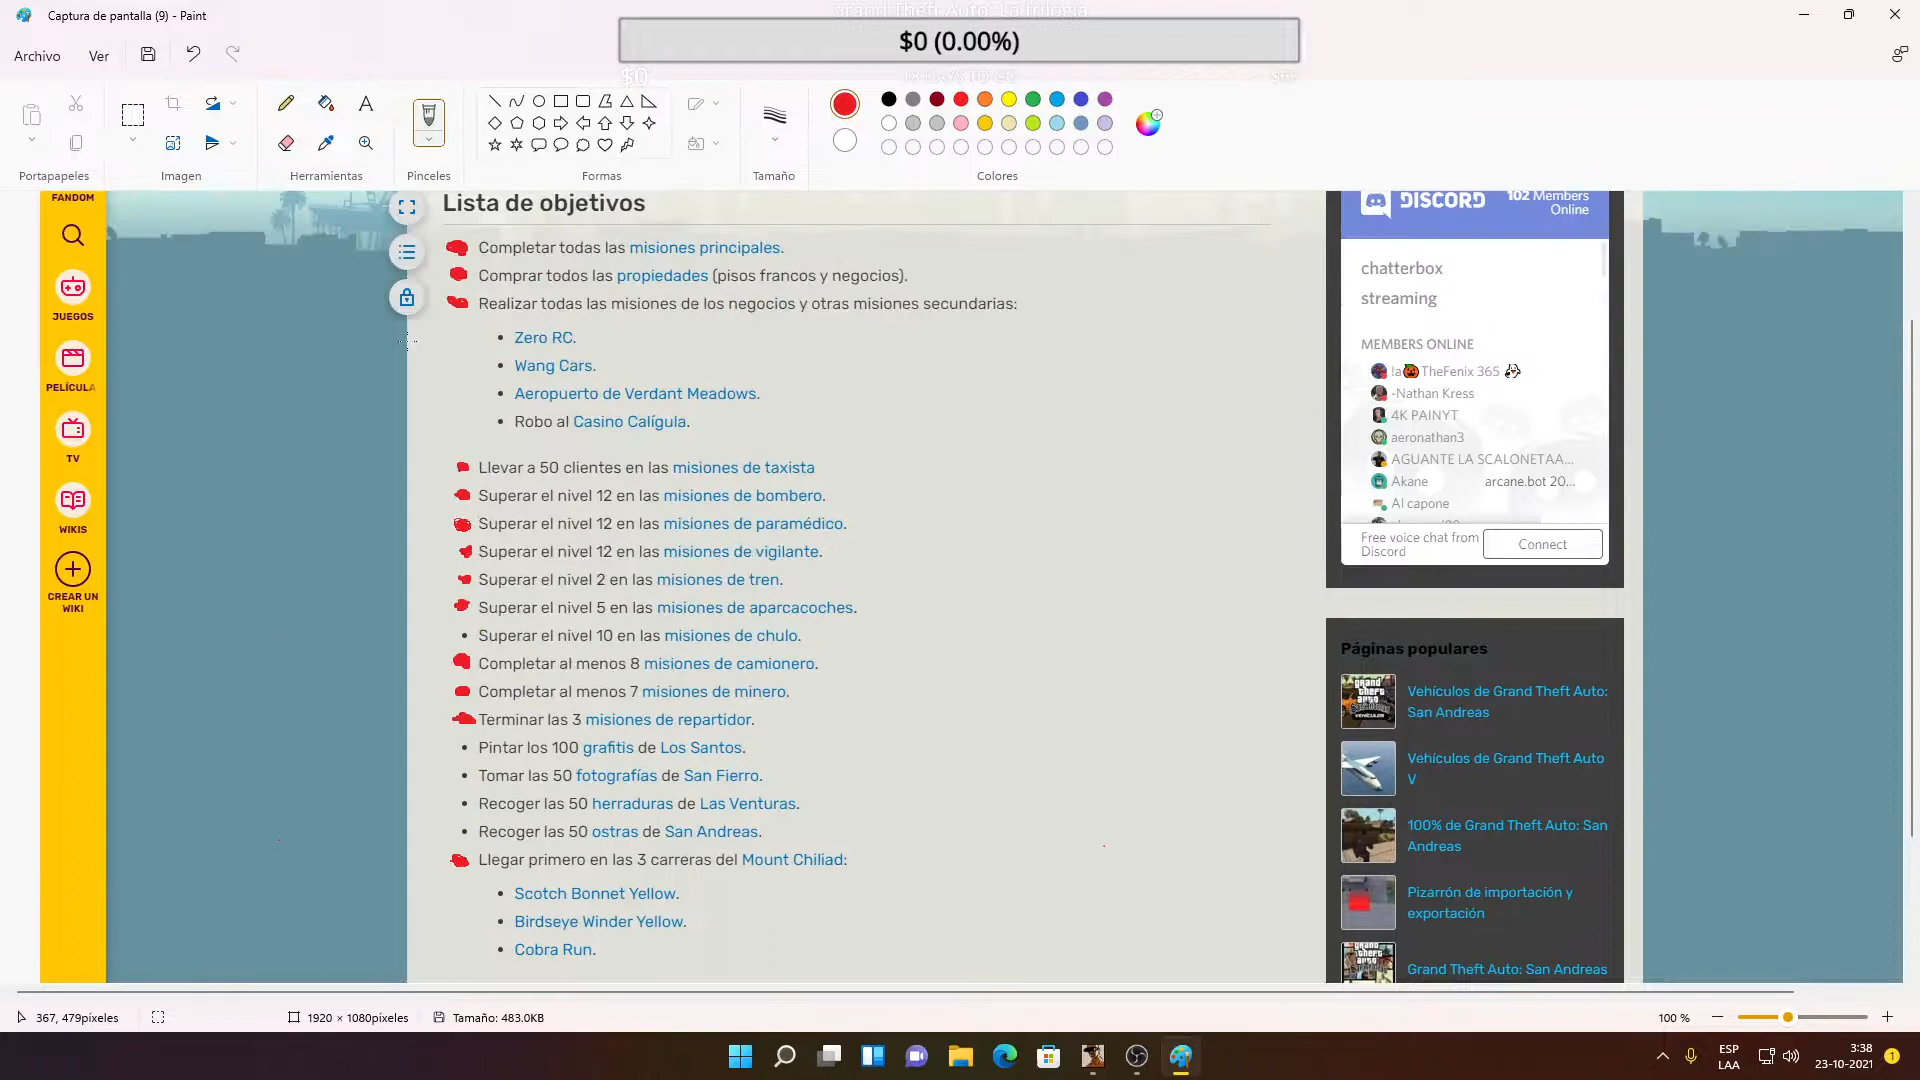 Captura de pantalla (9) - Paint
Grand Theft Auto: La trilogia
$0 (0.00%)
Archivo
Ver
$0
18 DAYS TO GO
Portapapeles
Imagen
Herramientas
Pinceles
Formas
Tamaño
Colores
FANDOM
JUEGOS
PELÍCULA
TV
WIKIS
CREAR UN
WIKI
Lista de objetivos
Completar todas las misiones principales.
Comprar todos las propiedades (pisos francos y negocios).
Realizar todas las misiones de los negocios y otras misiones secundarias:
Zero RC.
Wang Cars.
Aeropuerto de Verdant Meadows.
Robo al Casino Calígula.
Llevar a 50 clientes en las misiones de taxista
Superar el nivel 12 en las misiones de bombero.
Superar el nivel 12 en las misiones de paramédico.
Superar el nivel 12 en las misiones de vigilante.
Superar el nivel 2 en las misiones de tren.
Superar el nivel 5 en las misiones de aparcacoches.
Superar el nivel 10 en las misiones de chulo.
Completar al menos 8 misiones de camionero.
Completar al menos 7 misiones de minero.
Terminar las 3 misiones de repartidor.
Pintar los 100 grafitis de Los Santos.
Tomar las 50 fotografías de San Fierro.
Recoger las 50 herraduras de Las Venturas.
Recoger las 50 ostras de San Andreas.
Llegar primero en las 3 carreras del Mount Chiliad:
Scotch Bonnet Yellow.
Birdseye Winder Yellow.
Cobra Run.
DISCORD
102 Members
Online
chatterbox
streaming
MEMBERS ONLINE
!a🎃 TheFenix 365 👻
-Nathan Kress
4K PAINYT
aeronathan3
AGUANTE LA SCALONETAA...
Akane arcane.bot 20...
Al capone
Free voice chat from
Discord
Connect
Páginas populares
Vehículos de Grand Theft Auto:
San Andreas
Vehículos de Grand Theft Auto
V
100% de Grand Theft Auto: San
Andreas
Pizarrón de importación y
exportación
Grand Theft Auto: San Andreas
367, 479píxeles
1920 × 1080píxeles
Tamaño: 483.0KB
100 %
ESP
LAA
3:38
23-10-2021
1